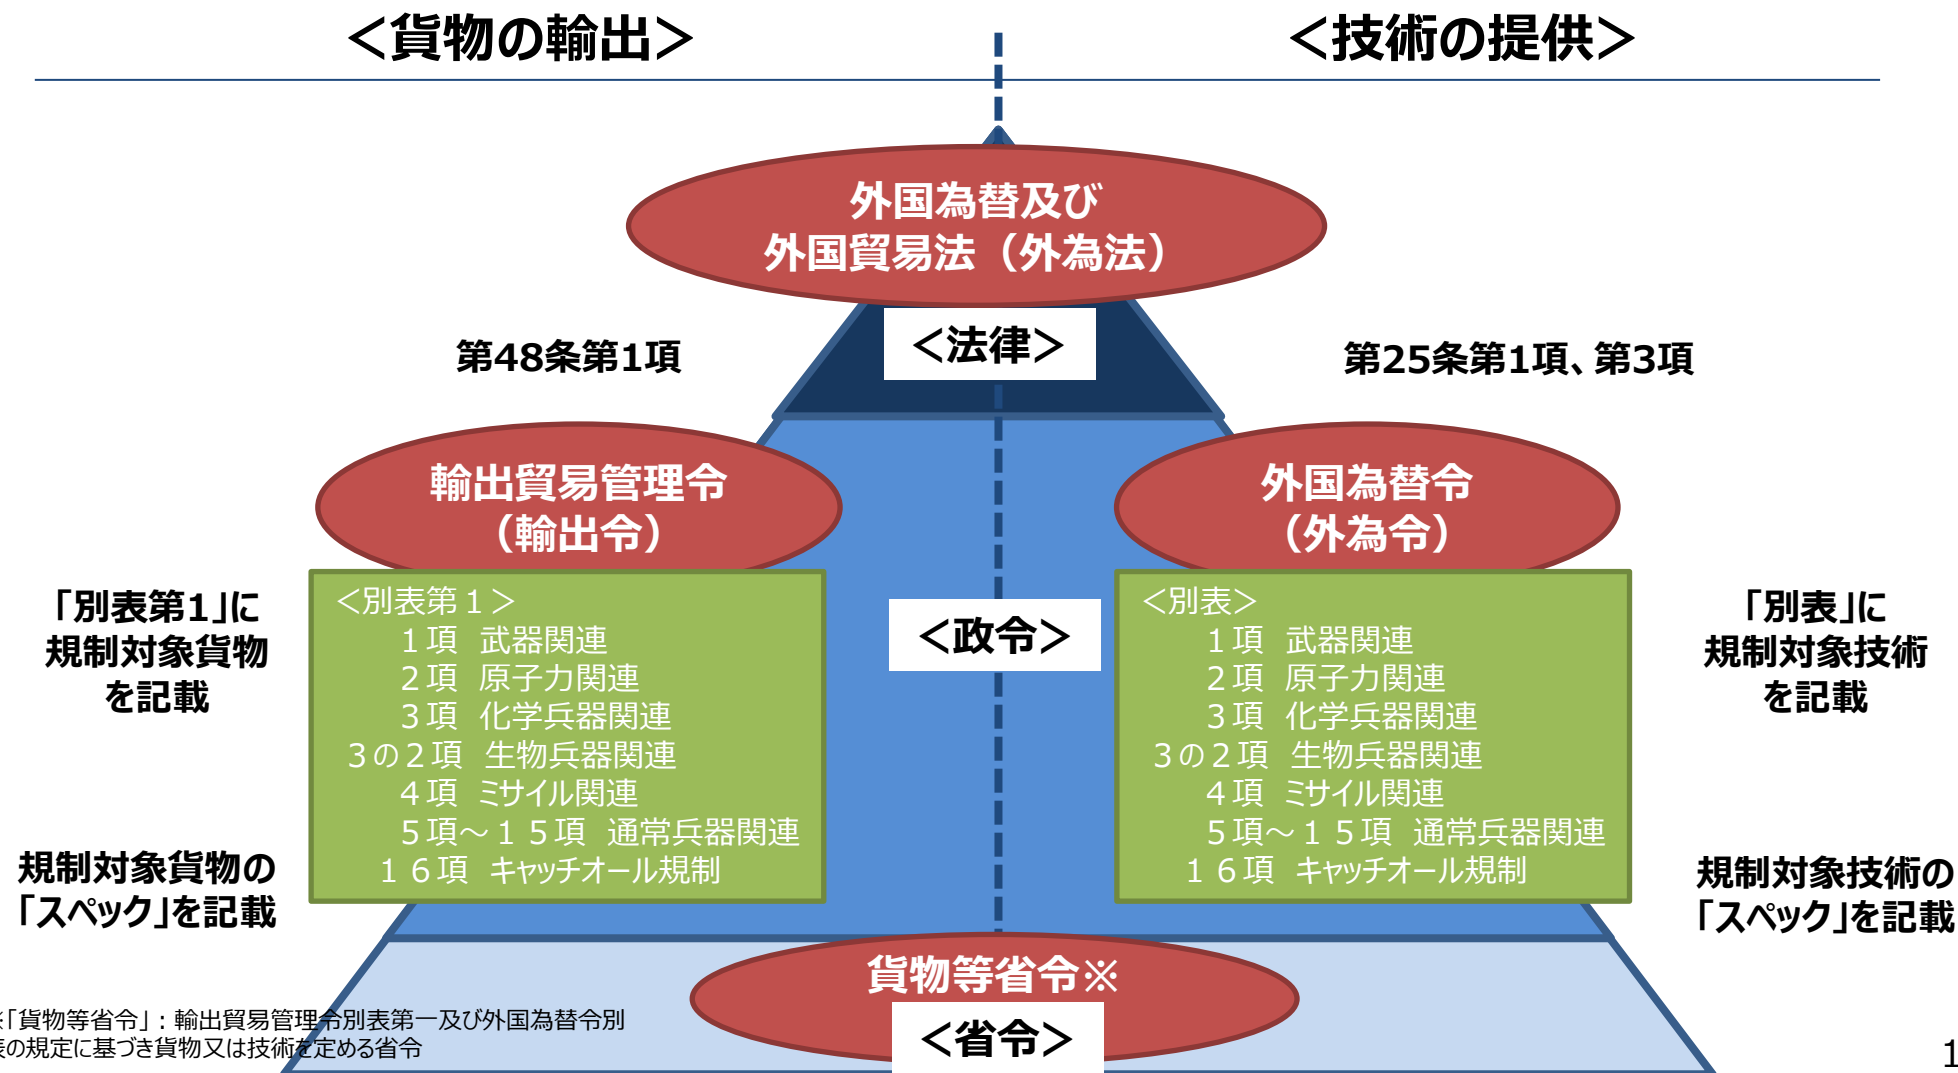 ＜貨物の輸出＞
＜技術の提供＞
外国為替及び
外国貿易法（外為法）
＜法律＞
第48条第1項
第25条第1項、第3項
輸出貿易管理令
（輸出令）
外国為替令
（外為令）
「別表第1」に
規制対象貨物
を記載
＜別表第１＞
１項 武器関連
２項 原子力関連
３項 化学兵器関連
３の２項 生物兵器関連
４項 ミサイル関連
５項～１５項 通常兵器関連
１６項 キャッチオール規制
＜政令＞
＜別表＞
１項 武器関連
２項 原子力関連
３項 化学兵器関連
３の２項 生物兵器関連
４項 ミサイル関連
５項～１５項 通常兵器関連
１６項 キャッチオール規制
「別表」に
規制対象技術
を記載
規制対象貨物の
「スペック」を記載
規制対象技術の
「スペック」を記載
貨物等省令※
＜省令＞
※「貨物等省令」：輸出貿易管理令別表第一及び外国為替令別
表の規定に基づき貨物又は技術を定める省令
1